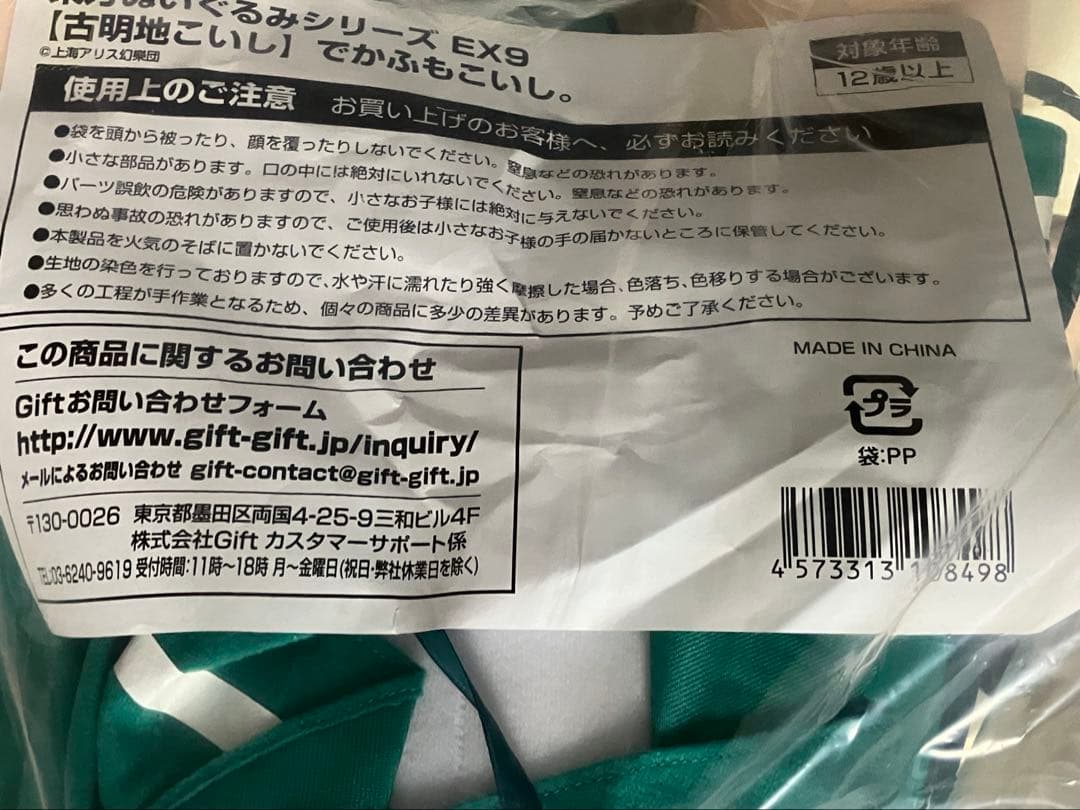 ぬいぐるみシリーズ EX9
【古明地こいし】でかふもこいし。
©上海アリス幻樂団
対象年齢
12歳以上
使用上のご注意 お買い上げのお客様へ、必ずお読みください
●袋を頭から被ったり、顔を覆ったりしないでください。窒息などの恐れがあります。
●小さな部品があります。口の中には絶対にいれないでください。窒息などの恐れがあります。
●パーツ誤飲の危険がありますので、小さなお子様には絶対に与えないでください。
●思わぬ事故の恐れがありますので、ご使用後は小さなお子様の手の届かないところに保管してください。
●本製品を火気のそばに置かないでください。
●生地の染色を行っておりますので、水や汗に濡れたり強く摩擦した場合、色落ち、色移りする場合がございます。
●多くの工程が手作業となるため、個々の商品に多少の差異があります。予めご了承ください。
この商品に関するお問い合わせ
Giftお問い合わせフォーム
http://www.gift-gift.jp/inquiry/
メールによるお問い合わせ gift-contact@gift-gift.jp
〒130-0026 東京都墨田区両国4-25-9三和ビル4F
株式会社Gift カスタマーサポート係
TEL:03-6240-9619 受付時間:11時〜18時 月〜金曜日(祝日・弊社休業日を除く)
MADE IN CHINA
プラ
袋:PP
4 573313 108498